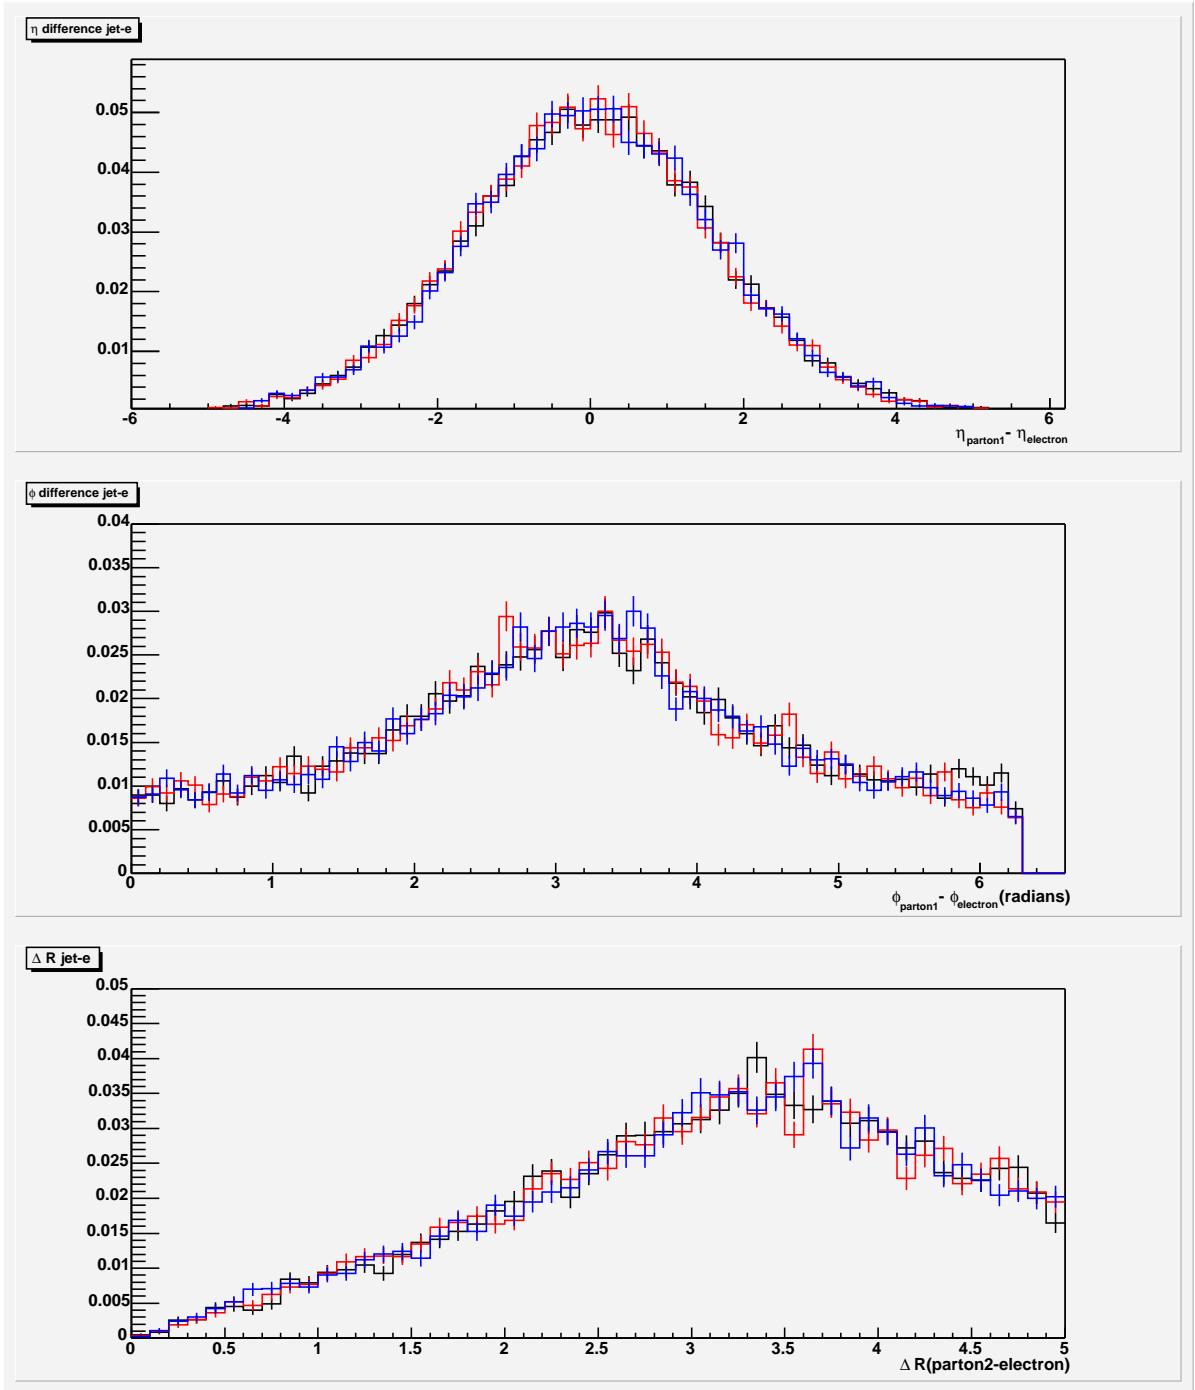 η difference jet-e
0.05
0.04
0.03
0.02
0.01
-6 -4 -2 0 2 4 6
η parton1 - η electron
ϕ difference jet-e
0.04
0.035
0.03
0.025
0.02
0.015
0.01
0.005
0
0 1 2 3 4 5 6
ϕ parton1 - ϕ electron (radians)
Δ R jet-e
0.05
0.045
0.04
0.035
0.03
0.025
0.02
0.015
0.01
0.005
0
0 0.5 1 1.5 2 2.5 3 3.5 4 4.5 5
Δ R(parton2-electron)